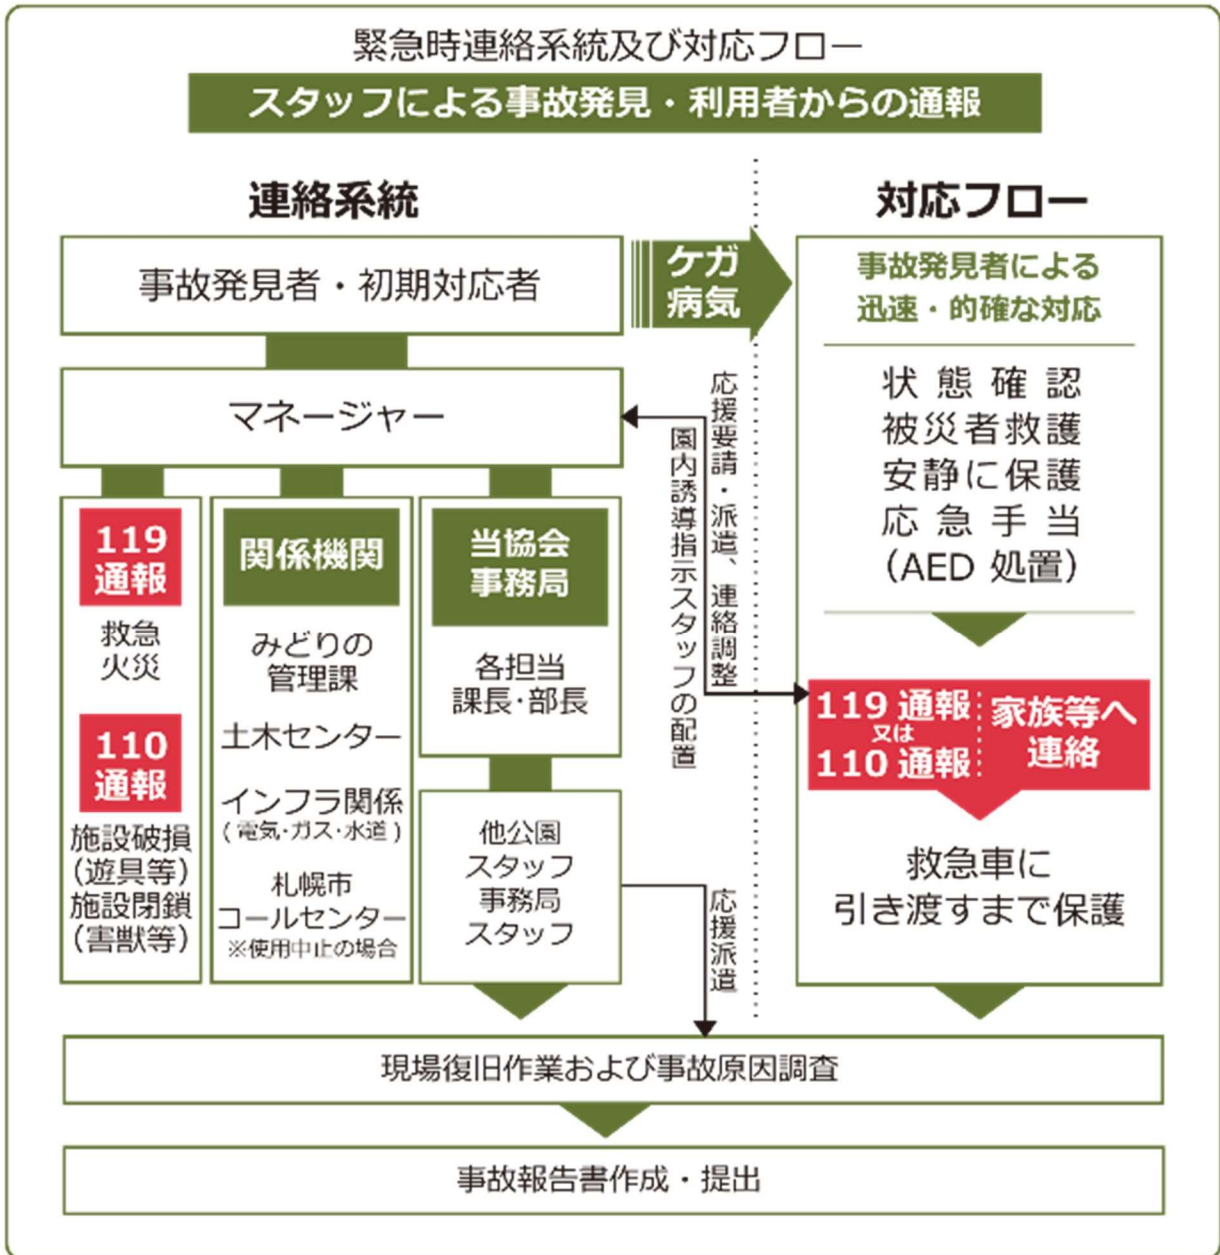 緊急時連絡系統及び対応フロー
スタッフによる事故発見・利用者からの通報
連絡系統
事故発見者・初期対応者
マネージャー
119
通報
救急
火災
110
通報
施設破損
(遊具等)
施設閉鎖
(害獣等)
関係機関
みどりの
管理課
土木センター
インフラ関係
(電気・ガス・水道)
札幌市
コールセンター
※使用中止の場合
当協会
事務局
各担当
課長・部長
他公園
スタッフ
事務局
スタッフ
ケガ
病気
応援要請・派遣、連絡調整
園内誘導指示スタッフの配置
応援派遣
対応フロー
事故発見者による
迅速・的確な対応
状態確認
被災者救護
安静に保護
応急手当
(AED 処置)
119 通報
又は
110 通報
家族等へ
連絡
救急車に
引き渡すまで保護
現場復旧作業および事故原因調査
事故報告書作成・提出